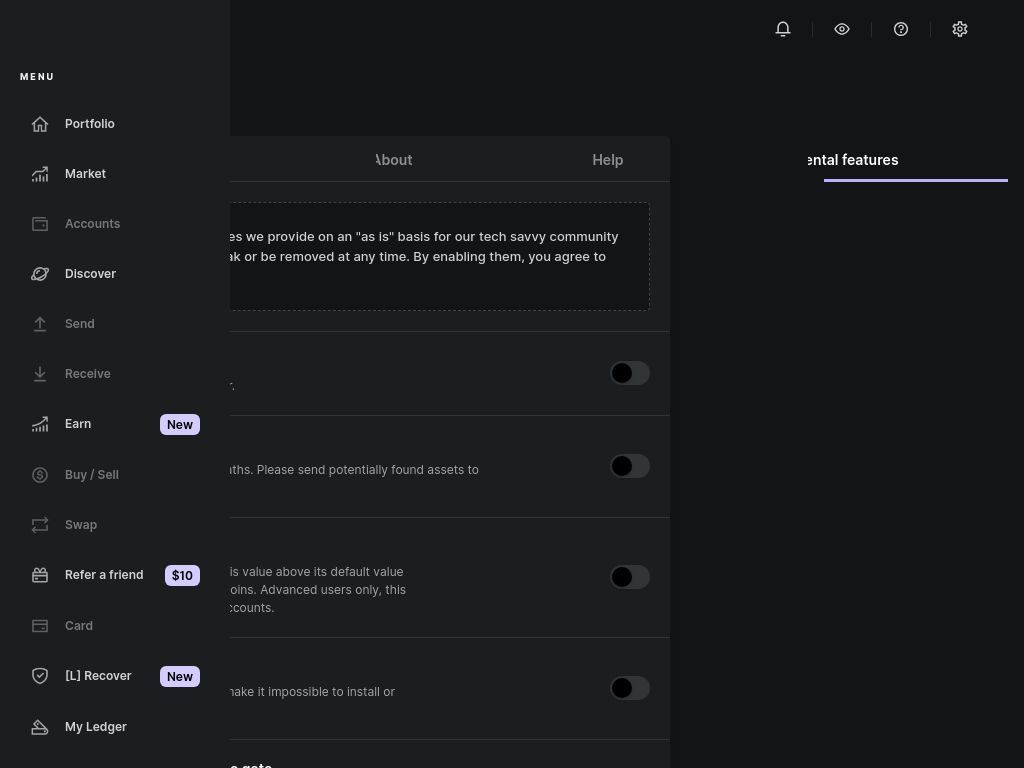 MENU
Portfolio
Market
Accounts
Discover
Send
Receive
Earn New
Buy / Sell
Swap
Refer a friend $10
Card
[L] Recover New
My Ledger
About
Help
ental features
es we provide on an "as is" basis for our tech savvy community
ak or be removed at any time. By enabling them, you agree to
r.
aths. Please send potentially found assets to
is value above its default value
oins. Advanced users only, this
ccounts.
make it impossible to install or